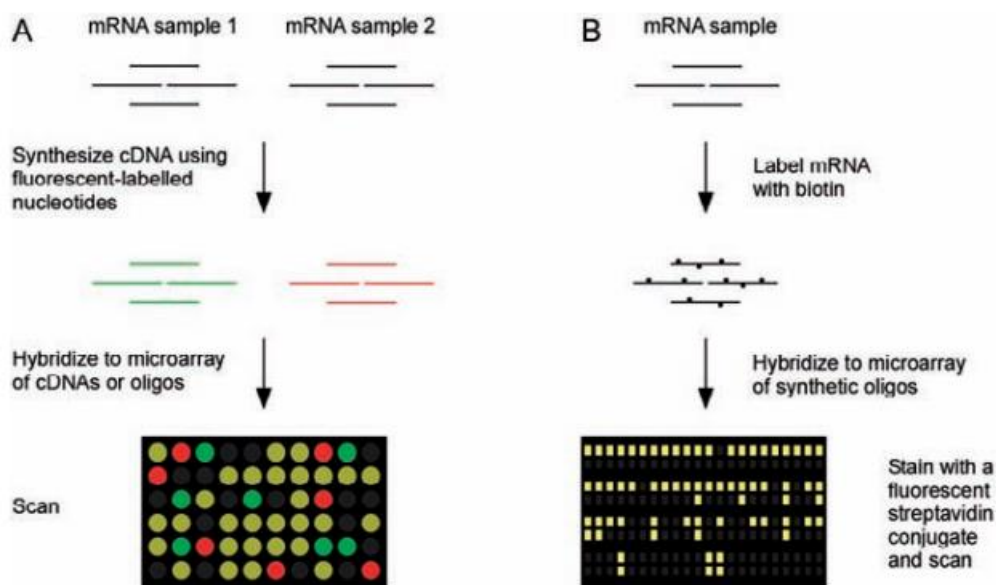 A
mRNA sample 1
mRNA sample 2
Synthesize cDNA using
fluorescent-labelled
nucleotides
Hybridize to microarray
of cDNAs or oligos
Scan
B
mRNA sample
Label mRNA
with biotin
Hybridize to microarray
of synthetic oligos
Stain with a
fluorescent
streptavidin
conjugate
and scan